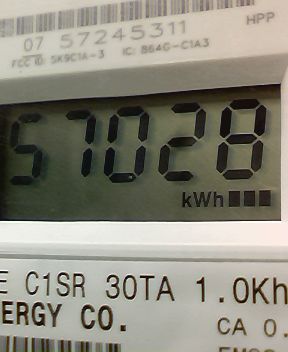 07 57245311 HPP
FCC ID: SK9C1A-3 IC: 864G-C1A3
57028
kWh
E C1SR 30TA 1.0Kh
ERGY CO.
CA 0.